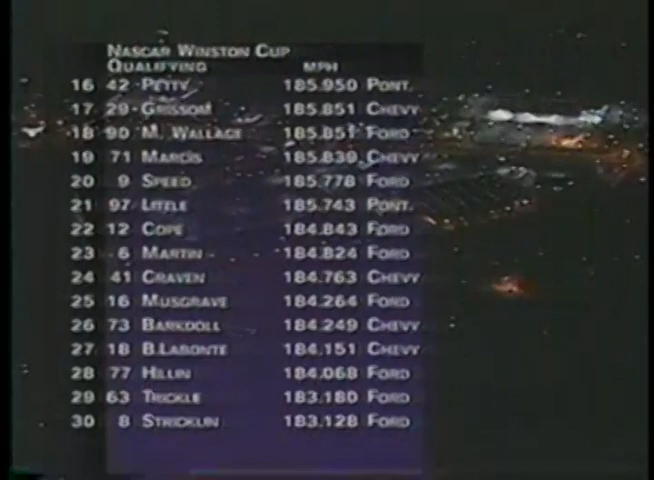 NASCAR WINSTON CUP
QUALIFYING MPH
16 42 PETTY 185.950 PONT.
17 29 GRISSOM 185.851 CHEVY
18 90 M. WALLACE 185.851 FORD
19 71 MARCIS 185.830 CHEVY
20 9 SPEED 185.778 FORD
21 97 LITTLE 185.743 PONT.
22 12 COPE 184.843 FORD
23 6 MARTIN 184.824 FORD
24 41 CRAVEN 184.763 CHEVY
25 16 MUSGRAVE 184.264 FORD
26 73 BARKDOLL 184.249 CHEVY
27 18 B.LABONTE 184.151 CHEVY
28 77 HILLIN 184.068 FORD
29 63 TRICKLE 183.180 FORD
30 8 STRICKLIN 183.128 FORD